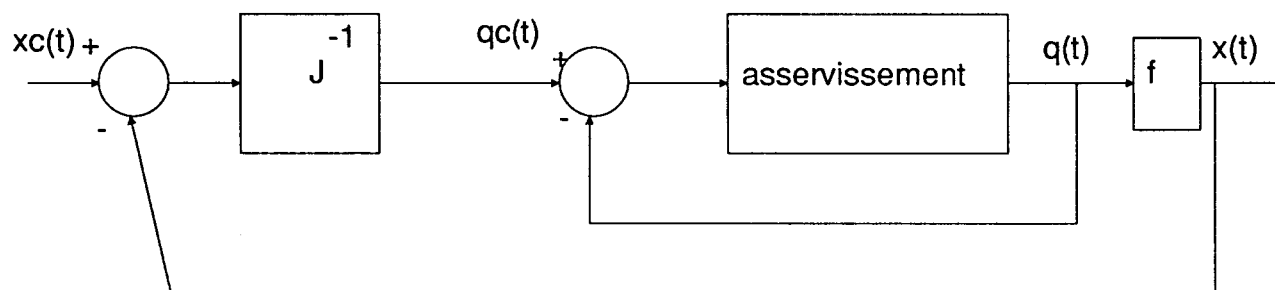 xc(t) +
-
J -1
qc(t)
+
-
asservissement
q(t)
f
x(t)